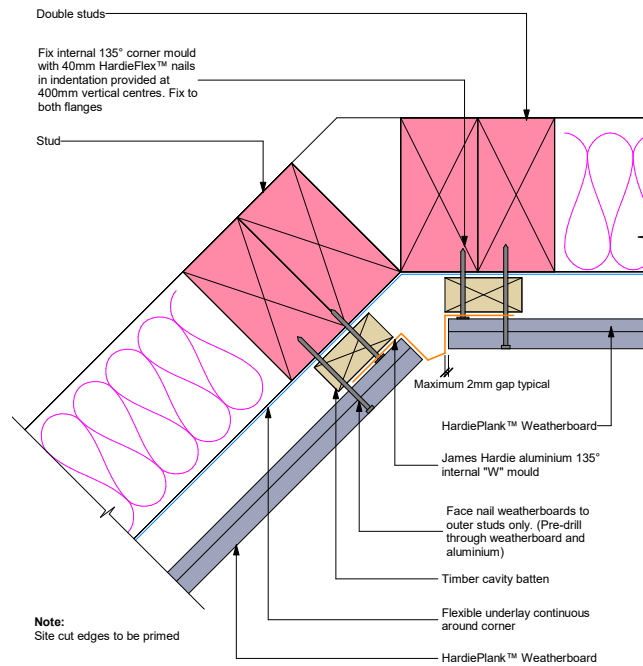 Double studs
Fix internal 135° corner mould
with 40mm HardieFlex™ nails
in indentation provided at
400mm vertical centres. Fix to
both flanges
Stud
Maximum 2mm gap typical
HardiePlank™ Weatherboard
James Hardie aluminium 135°
internal "W" mould
Face nail weatherboards to
outer studs only. (Pre-drill
through weatherboard and
aluminium)
Timber cavity batten
Flexible underlay continuous
around corner
HardiePlank™ Weatherboard
Note:
Site cut edges to be primed